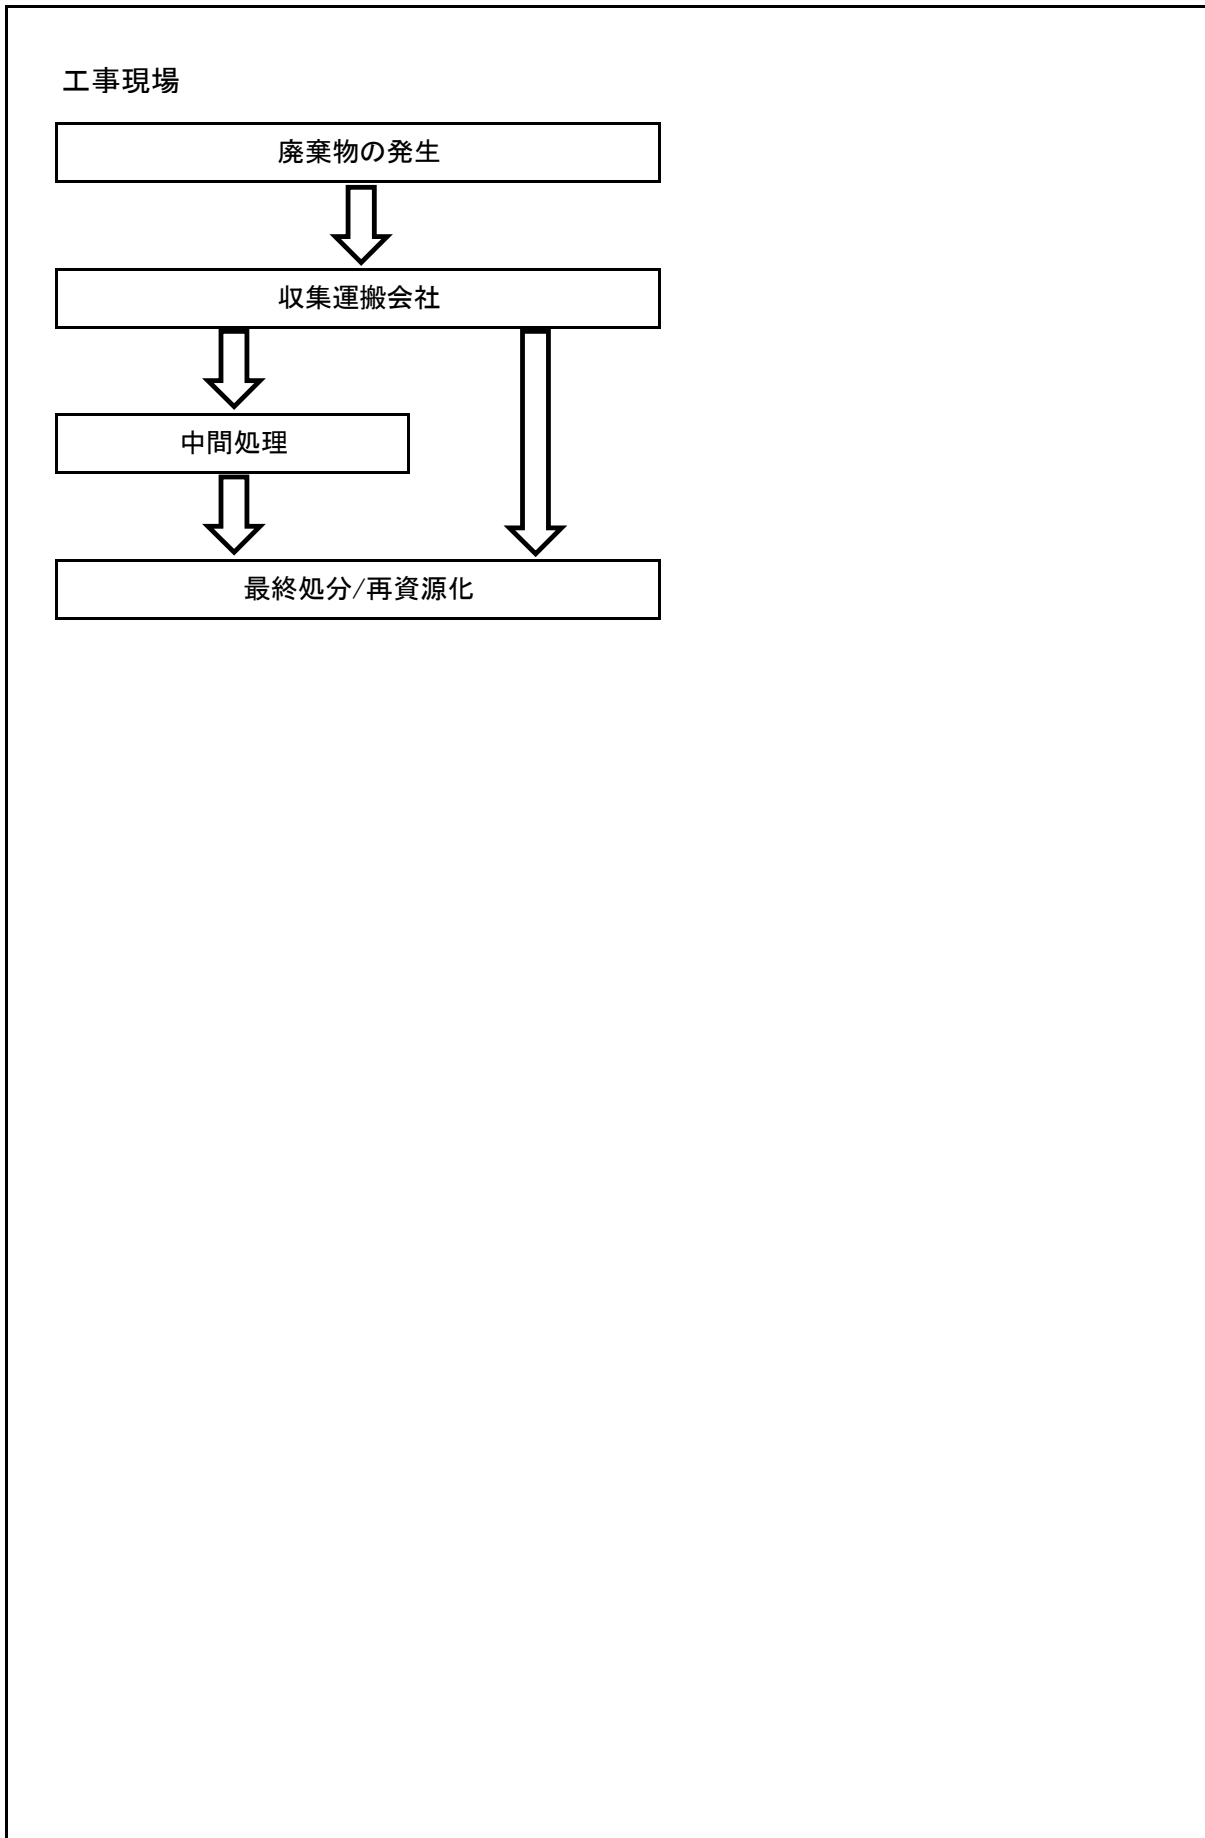 工事現場
廃棄物の発生
収集運搬会社
中間処理
最終処分/再資源化